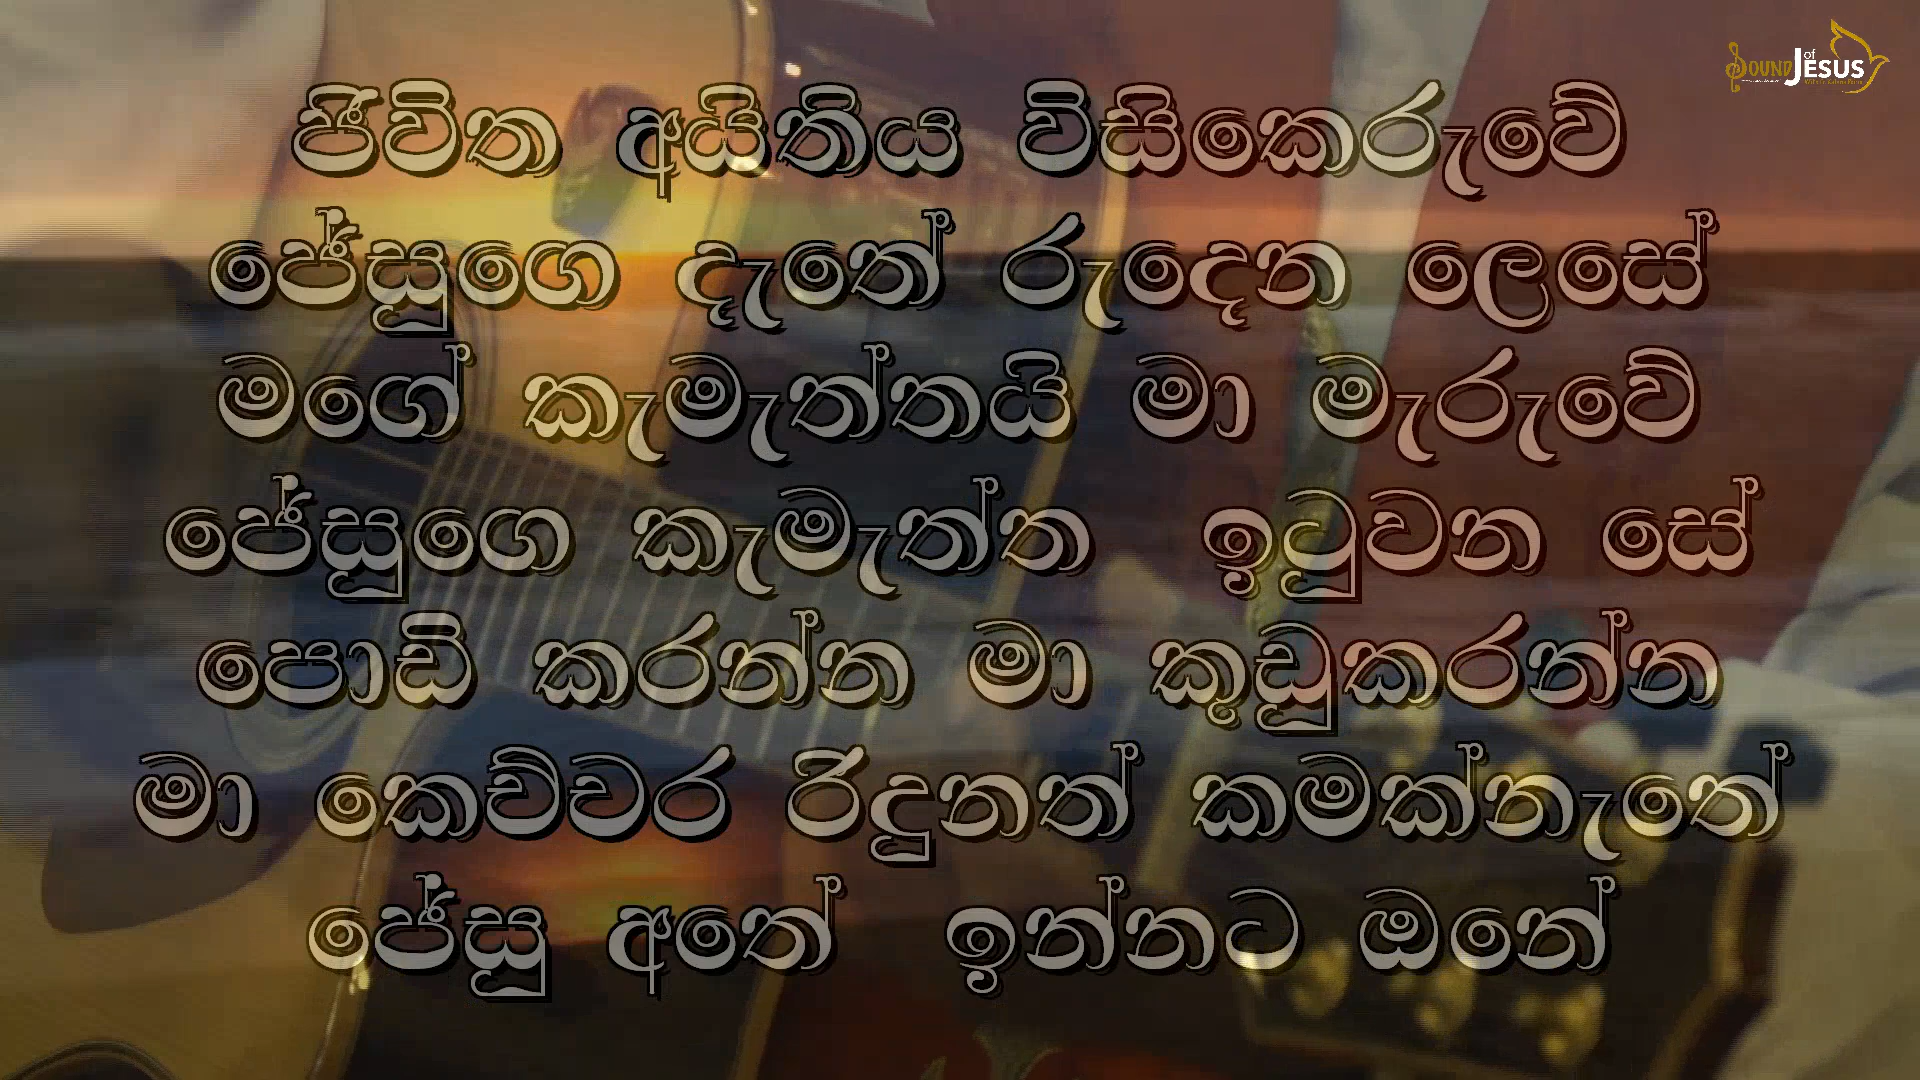 Sound of Jesus
ජීවිත අයිතිය විසිකෙරුවේ
ජේසුගෙ දෑතේ රුදෙන ලෙසේ
මගේ කැමැත්තයි මා මැරුවේ
ජේසුගෙ කැමැත්ත ඉටුවන සේ
පොඩි කරන්න මා කූඩුකරන්න
මා කෙච්චර රිදුනත් කමක්නැතේ
ජේසු අතේ ඉන්නට ඔනේ